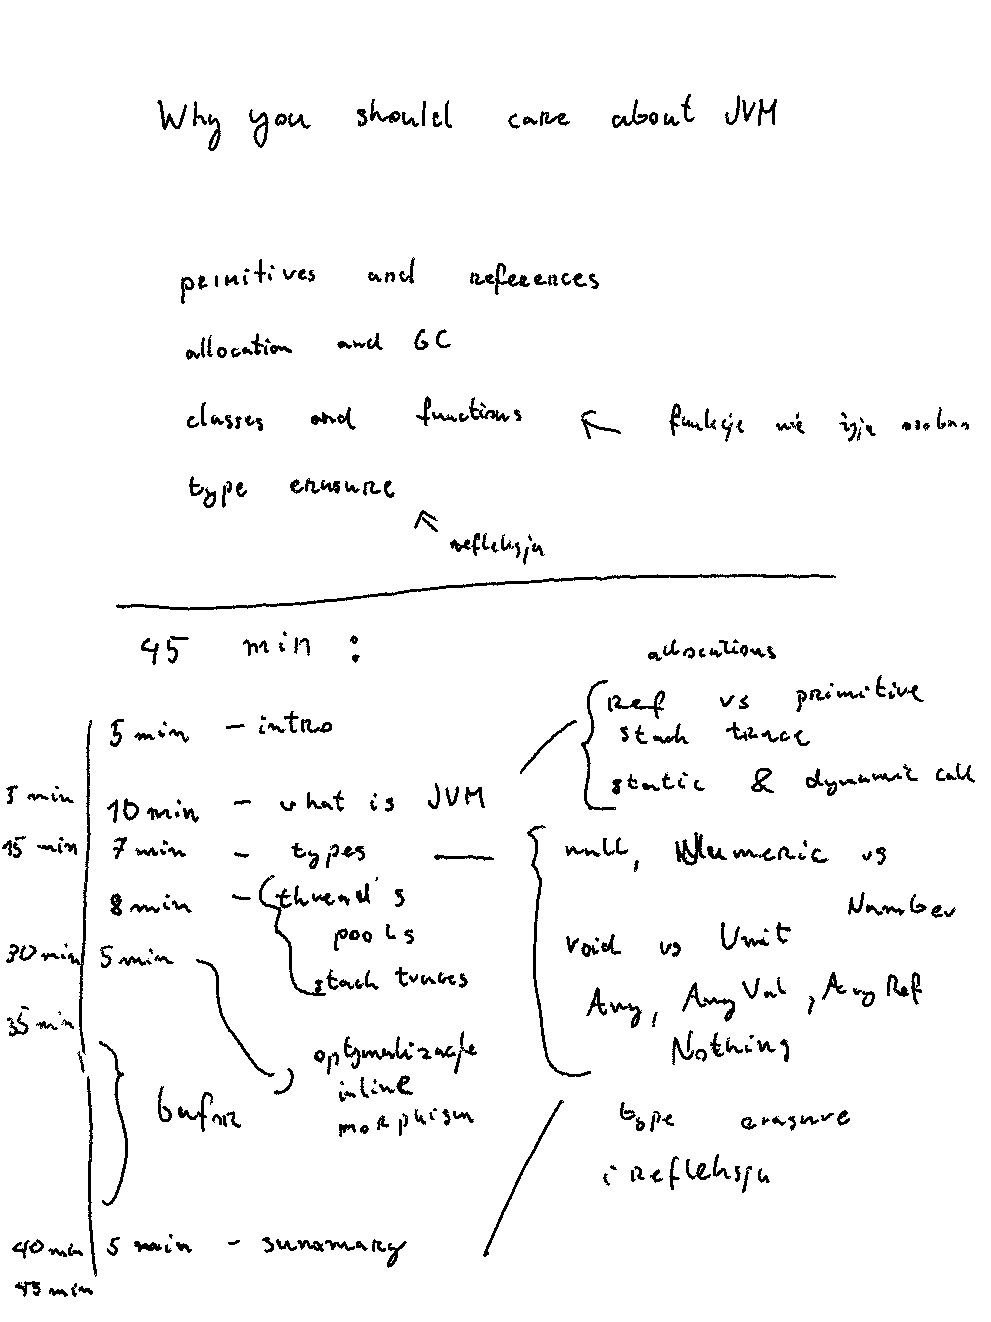 Why you should care about JVM
primitives and references
allocation and GC
classes and functions ← funkcje nie żyją osobno
type erasure
refleksja
45 min :
5 min - intro
5 min
10 min - what is JVM
15 min
7 min - types
8 min - thread's
pools
stack traces
30 min
5 min
optymalizacje
inline
morphism
35 min
bufor
40 min
5 min - summary
45 min
allocations
Ref vs primitive
stack trace
static & dynamic call
null, Numeric vs
Number
void vs Unit
Any, AnyVal, AnyRef
Nothing
type erasure
i Refleksja